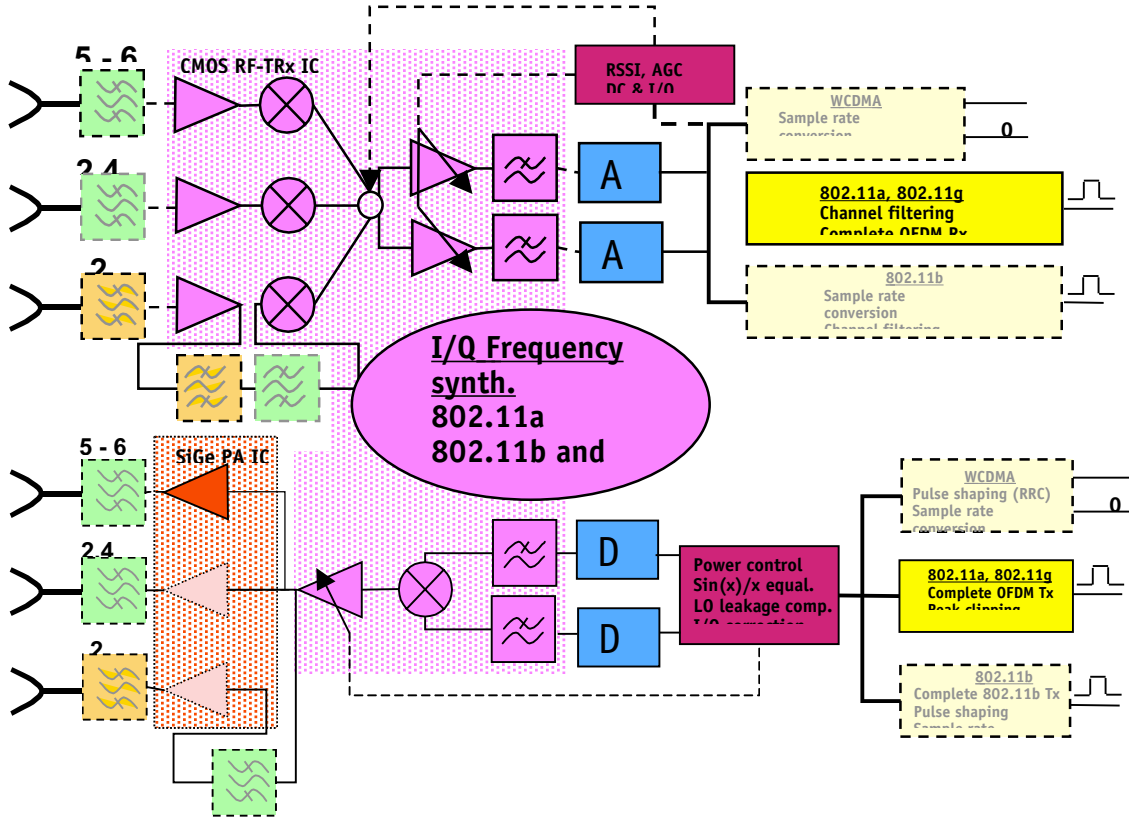 5 - 6
CMOS RF-TRx IC
RSSI, AGC
DC & I/Q
WCDMA
Sample rate
conversion
0
2.4
A
802.11a, 802.11g
Channel filtering
Complete OFDM Rx
2
A
802.11b
Sample rate
conversion
Channel filtering
I/Q Frequency
synth.
802.11a
802.11b and
5 - 6
SiGe PA IC
WCDMA
Pulse shaping (RRC)
Sample rate
conversion
0
2.4
D
Power control
Sin(x)/x equal.
LO leakage comp.
I/Q correction
802.11a, 802.11g
Complete OFDM Tx
Peak clipping
2
D
802.11b
Complete 802.11b Tx
Pulse shaping
Sample rate